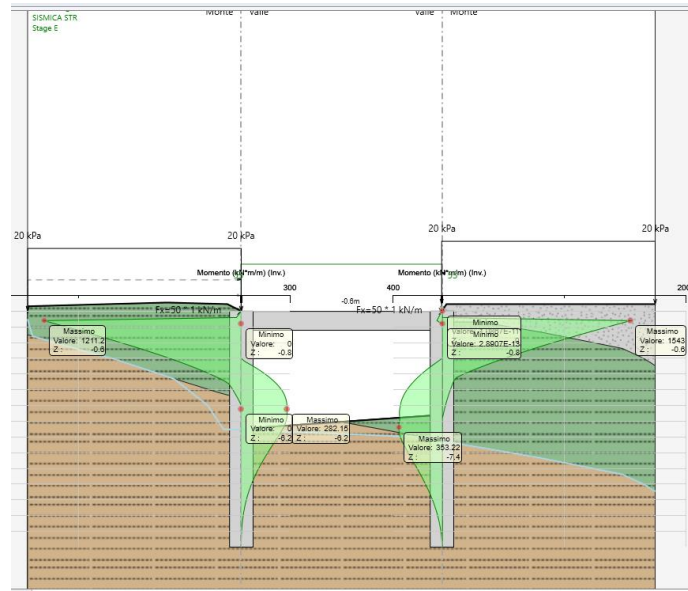 SISMICA STR
Stage E
Monte Valle Valle Monte
20 kPa 20 kPa 20 kPa 20 kPa
Momento (kN*m/m) (Inv.) Momento (kN*m/m) (Inv.)
300 -0.6m 400 200
Fx=50 * 1 kN/m Fx=50 * 1 kN/m
Massimo
Valore: 1211.2
Z : -0.6
Minimo
Valore: 0
Z : -0.8
Minimo
Minimo
Valore: 2.8907E-13
Z : -0.8
Massimo
Valore: 1543
Z : -0.6
Minimo
Valore: 0
Z : -6.2
Massimo
Valore: 282.15
Z : -6.2
Massimo
Valore: 353.22
Z : -7.4